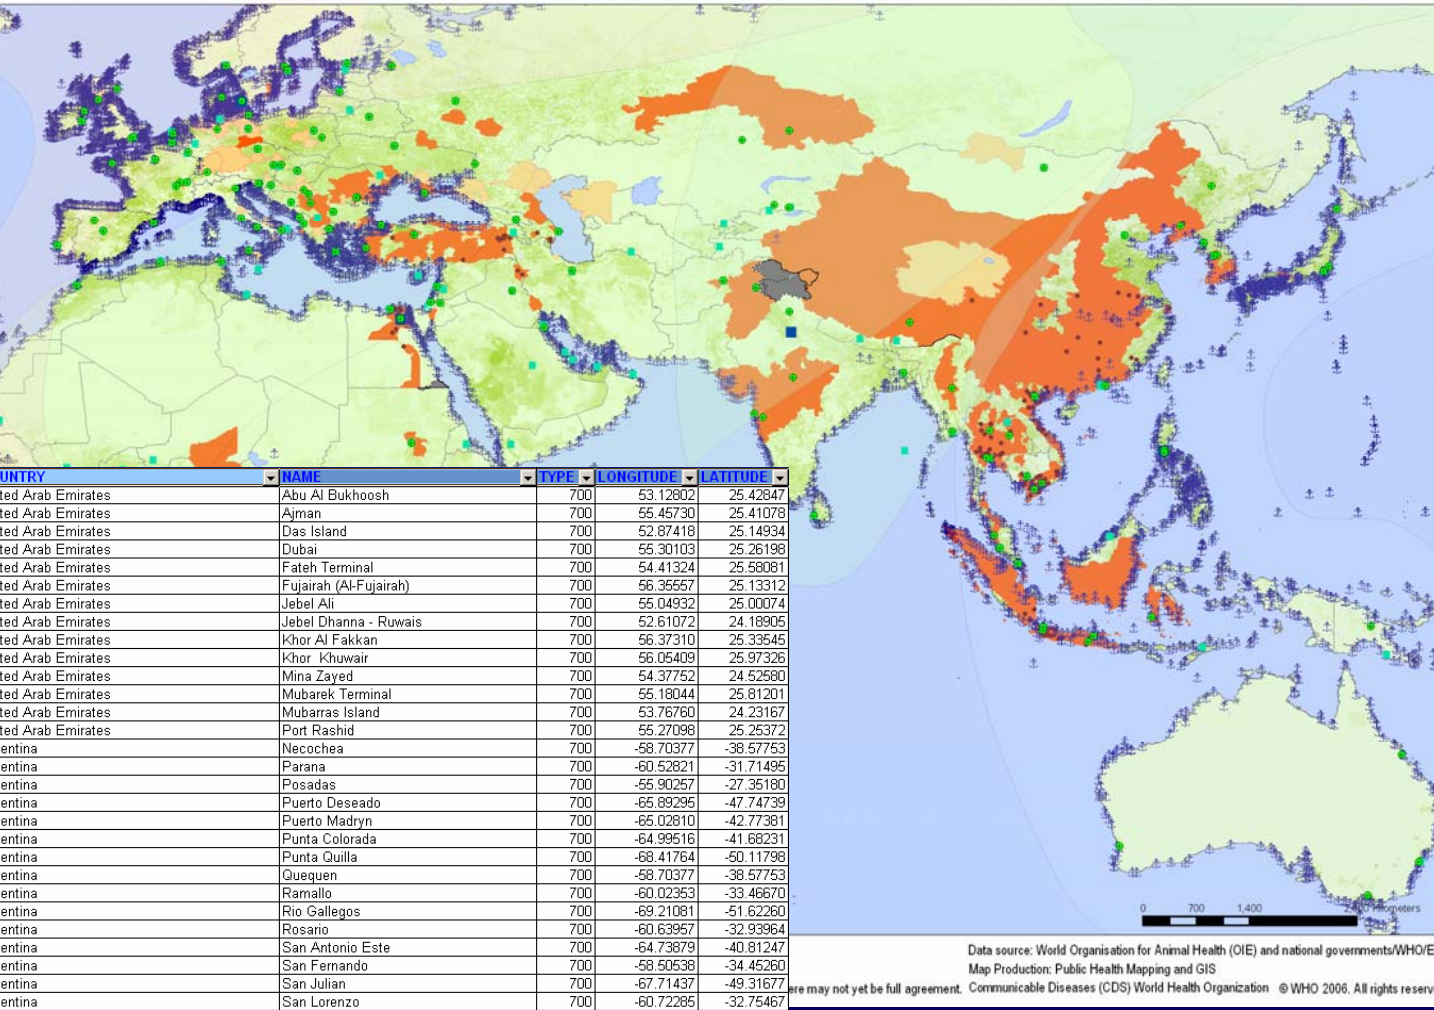 UNTRY NAME TYPE LONGITUDE LATITUDE
ted Arab Emirates Abu Al Bukhoosh 700 53.12802 25.42847
ted Arab Emirates Ajman 700 55.45730 25.41078
ted Arab Emirates Das Island 700 52.87418 25.14934
ted Arab Emirates Dubai 700 55.30103 25.26198
ted Arab Emirates Fateh Terminal 700 54.41324 25.58081
ted Arab Emirates Fujairah (Al-Fujairah) 700 56.35557 25.13312
ted Arab Emirates Jebel Ali 700 55.04932 25.00074
ted Arab Emirates Jebel Dhanna - Ruwais 700 52.61072 24.18905
ted Arab Emirates Khor Al Fakkan 700 56.37310 25.33545
ted Arab Emirates Khor Khuwair 700 56.05409 25.97326
ted Arab Emirates Mina Zayed 700 54.37752 24.52580
ted Arab Emirates Mubarek Terminal 700 55.18044 25.81201
ted Arab Emirates Mubarras Island 700 53.76760 24.23167
ted Arab Emirates Port Rashid 700 55.27098 25.25372
entina Necochea 700 -58.70377 -38.57753
entina Parana 700 -60.52821 -31.71495
entina Posadas 700 -55.90257 -27.35180
entina Puerto Deseado 700 -65.89295 -47.74739
entina Puerto Madryn 700 -65.02810 -42.77381
entina Punta Colorada 700 -64.99516 -41.68231
entina Punta Quilla 700 -68.41764 -50.11798
entina Quequen 700 -58.70377 -38.57753
entina Ramallo 700 -60.02353 -33.46670
entina Rio Gallegos 700 -69.21081 -51.62260
entina Rosario 700 -60.63957 -32.93964
entina San Antonio Este 700 -64.73879 -40.81247
entina San Fernando 700 -58.50538 -34.45260
entina San Julian 700 -67.71437 -49.31677
entina San Lorenzo 700 -60.72285 -32.75467
0 700 1,400
Data source: World Organisation for Animal Health (OIE) and national governments/WHO/E
Map Production: Public Health Mapping and GIS
ere may not yet be full agreement. Communicable Diseases (CDS) World Health Organization © WHO 2006. All rights reserv